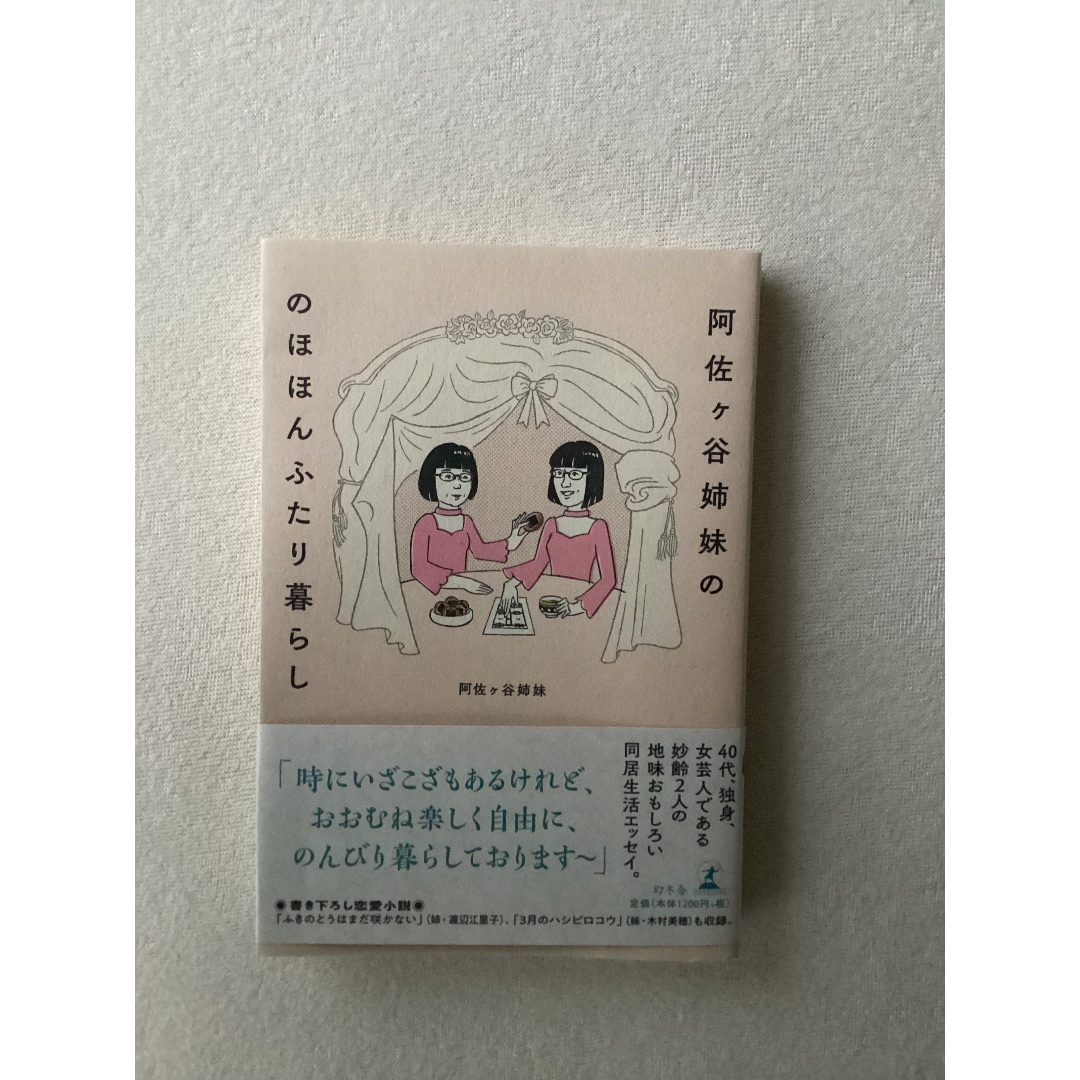 阿佐ヶ谷姉妹の
のほほんふたり暮らし
阿佐ヶ谷姉妹
40代、独身、
女芸人である
妙齢2人の
地味おもしろい
同居生活エッセイ。
「時にいざこざもあるけれど、
おおむね楽しく自由に、
のんびり暮らしております〜」
幻冬舎
定価(本体1200円+税)
◉書き下ろし恋愛小説◉
「ふきのとうはまだ咲かない」(姉・渡辺江里子)、「3月のハシビロコウ」(妹・木村美穂)も収録。